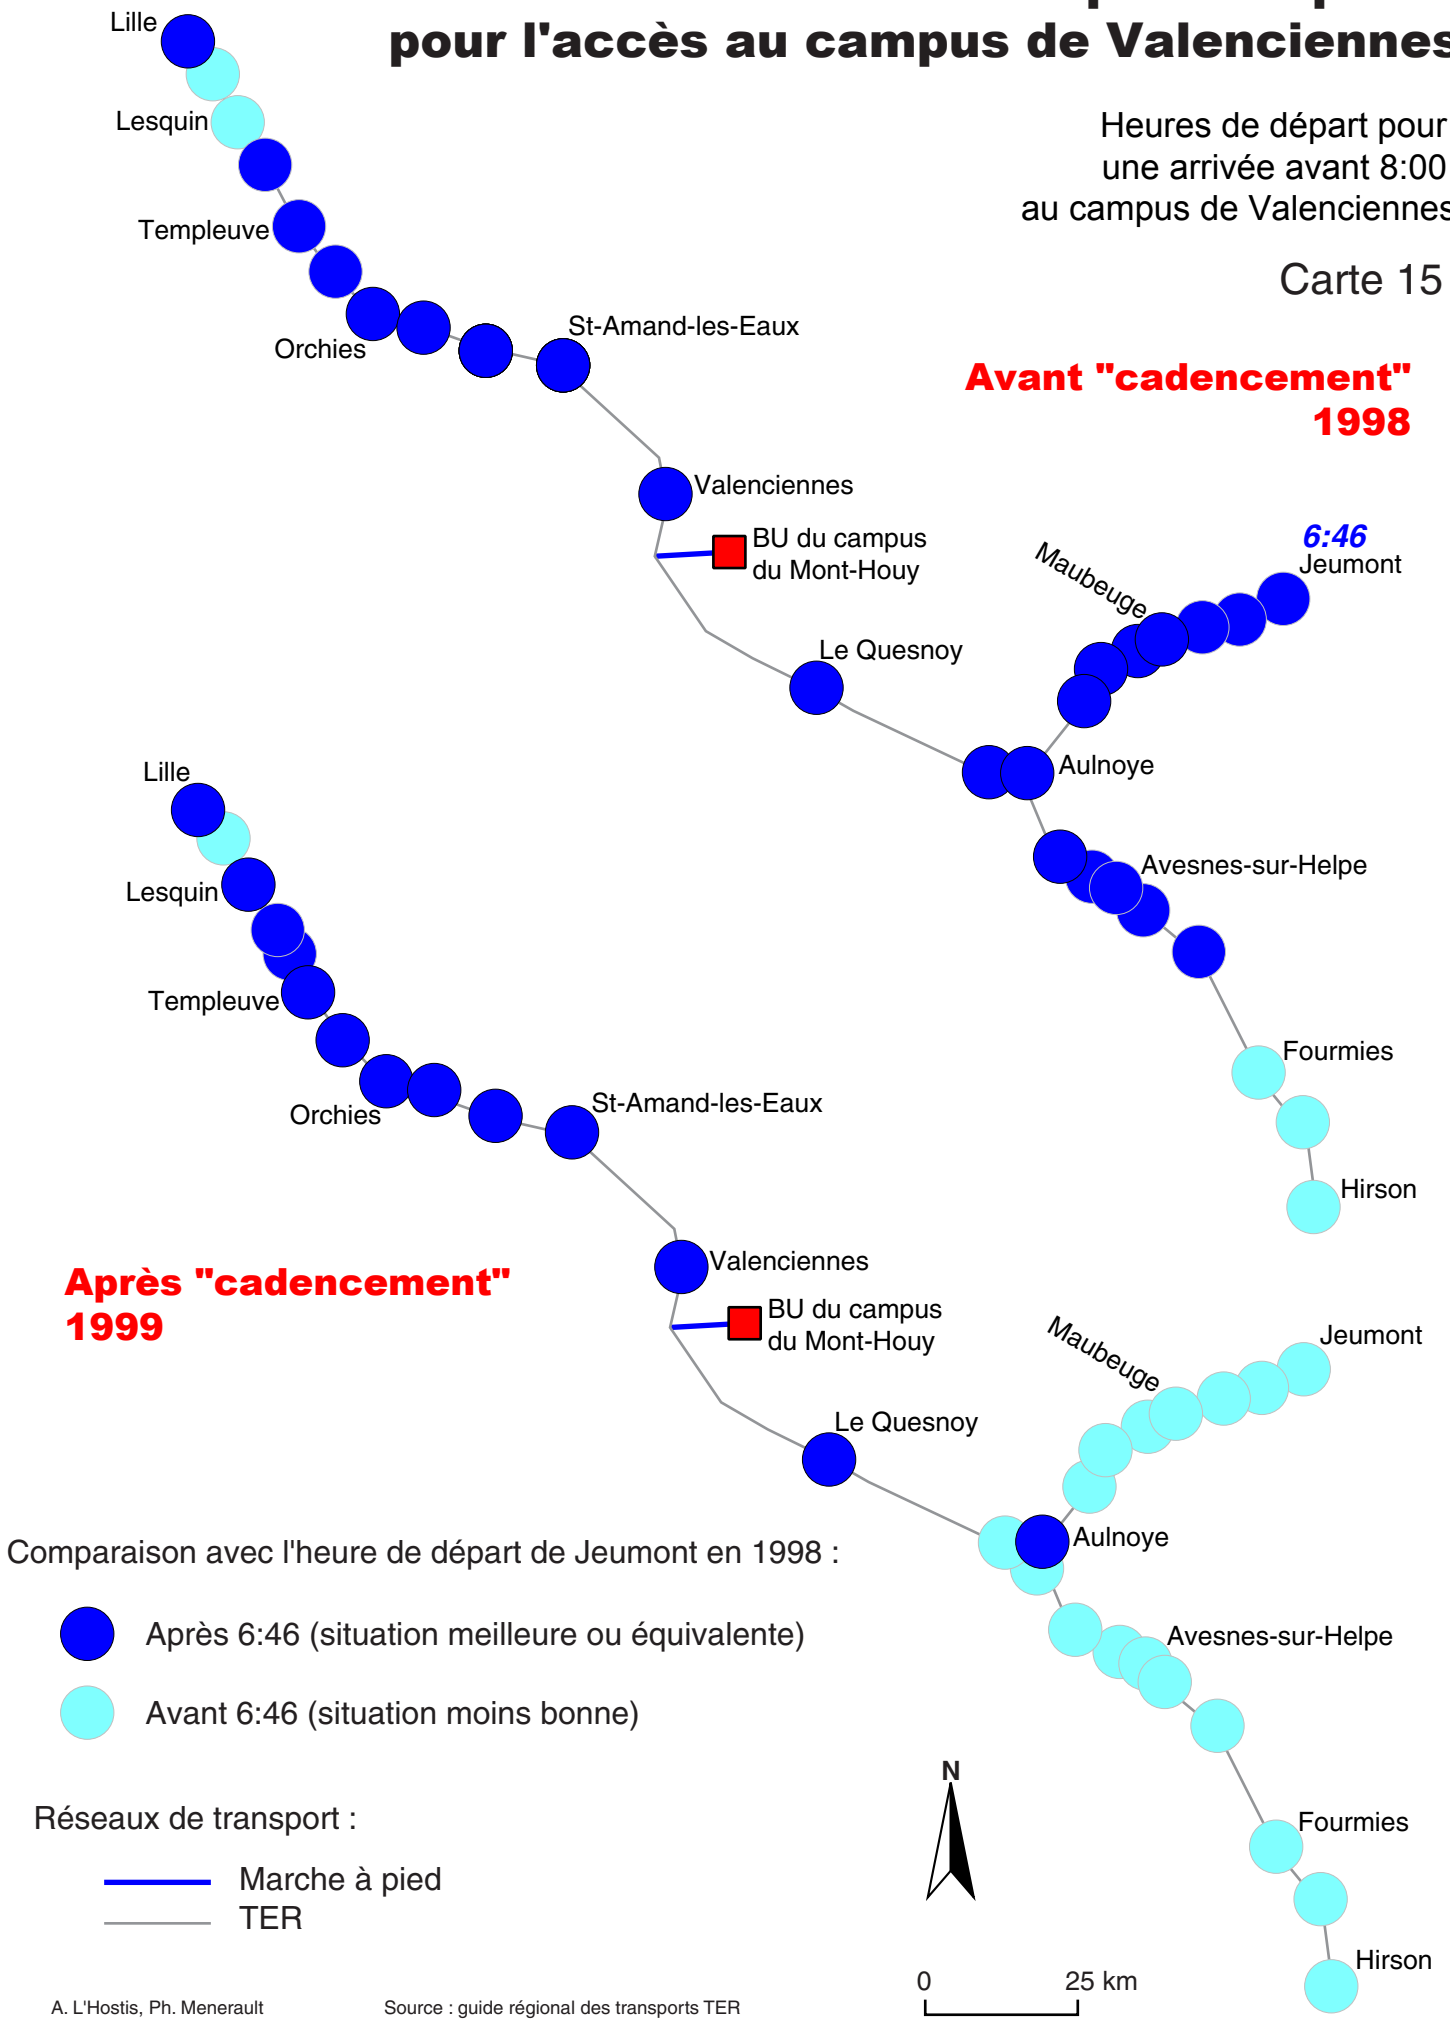 pour l'accès au campus de Valenciennes
Heures de départ pour
une arrivée avant 8:00
au campus de Valenciennes
Carte 15
Avant "cadencement"
1998
Lille
Lesquin
Templeuve
Orchies
St-Amand-les-Eaux
Valenciennes
BU du campus
du Mont-Houy
Le Quesnoy
Maubeuge
6:46
Jeumont
Aulnoye
Avesnes-sur-Helpe
Fourmies
Hirson
Après "cadencement"
1999
Lille
Lesquin
Templeuve
Orchies
St-Amand-les-Eaux
Valenciennes
BU du campus
du Mont-Houy
Le Quesnoy
Maubeuge
Jeumont
Aulnoye
Avesnes-sur-Helpe
Fourmies
Hirson
Comparaison avec l'heure de départ de Jeumont en 1998 :
Après 6:46 (situation meilleure ou équivalente)
Avant 6:46 (situation moins bonne)
Réseaux de transport :
Marche à pied
TER
N
0 25 km
A. L'Hostis, Ph. Menerault
Source : guide régional des transports TER